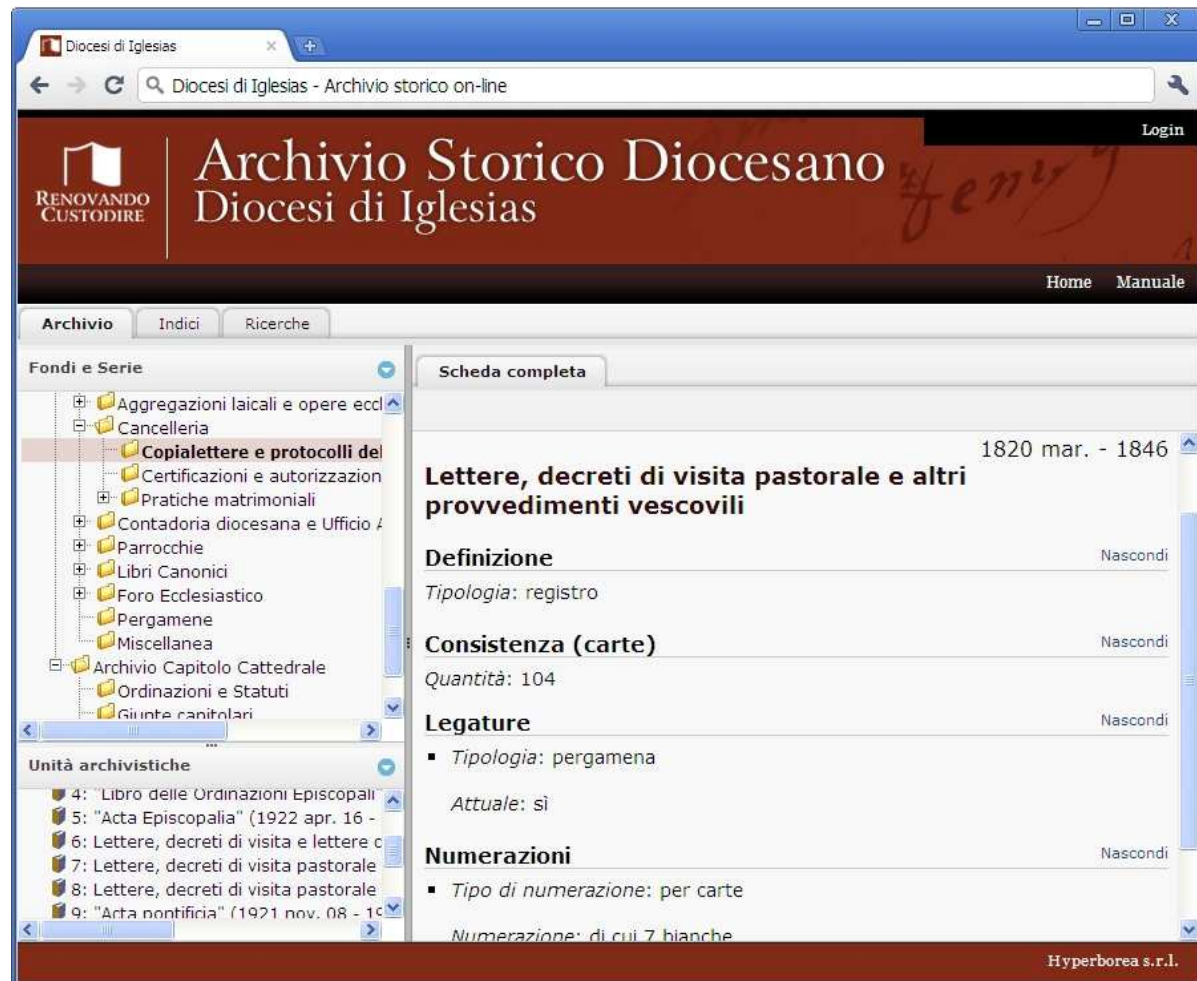 Diocesi di Iglesias
Diocesi di Iglesias - Archivio storico on-line
Login
RENOVANDO
CUSTODIRE
Archivio Storico Diocesano
Diocesi di Iglesias
Home Manuale
Archivio Indici Ricerche
Fondi e Serie
Aggregazioni laicali e opere eccl
Cancelleria
Copialettere e protocolli del
Certificazioni e autorizzazion
Pratiche matrimoniali
Contadoria diocesana e Ufficio A
Parrocchie
Libri Canonici
Foro Ecclesiastico
Pergamene
Miscellanea
Archivio Capitolo Cattedrale
Ordinazioni e Statuti
Giunte capitolari
Unità archivistiche
4: "Libro delle Ordinazioni Episcopali"
5: "Acta Episcopalia" (1922 apr. 16 -
6: Lettere, decreti di visita e lettere c
7: Lettere, decreti di visita pastorale
8: Lettere, decreti di visita pastorale
9: "Acta pontificia" (1921 nov. 08 - 19
Scheda completa
1820 mar. - 1846
Lettere, decreti di visita pastorale e altri
provvedimenti vescovili
Definizione Nascondi
Tipologia: registro
Consistenza (carte) Nascondi
Quantità: 104
Legature Nascondi
▪ Tipologia: pergamena
Attuale: sì
Numerazioni Nascondi
▪ Tipo di numerazione: per carte
Numerazione: di cui 7 bianche
Hyperborea s.r.l.